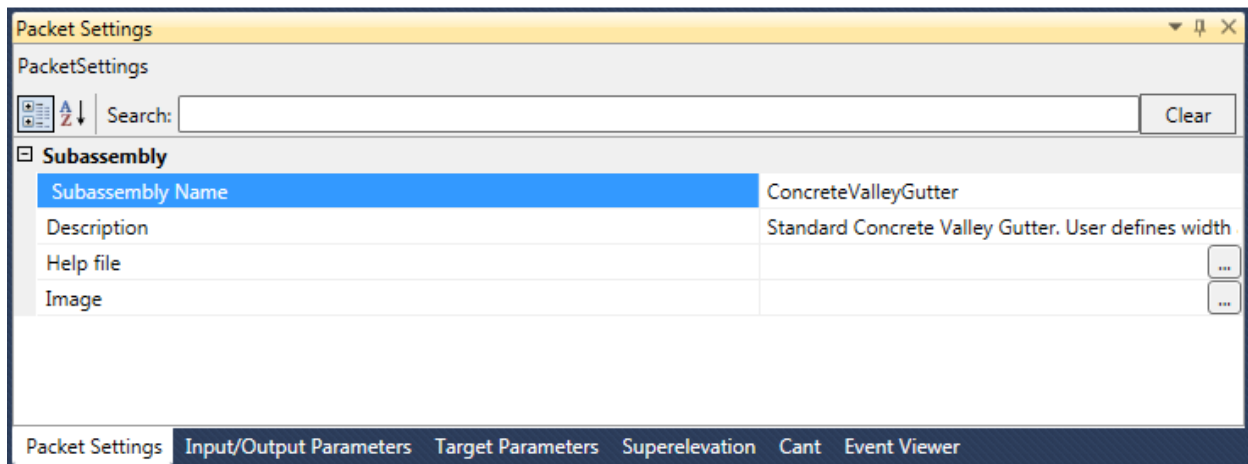 Packet Settings
PacketSettings
A Z Search: Clear
Subassembly
Subassembly Name ConcreteValleyGutter
Description Standard Concrete Valley Gutter. User defines width
Help file ...
Image ...
Packet Settings Input/Output Parameters Target Parameters Superelevation Cant Event Viewer